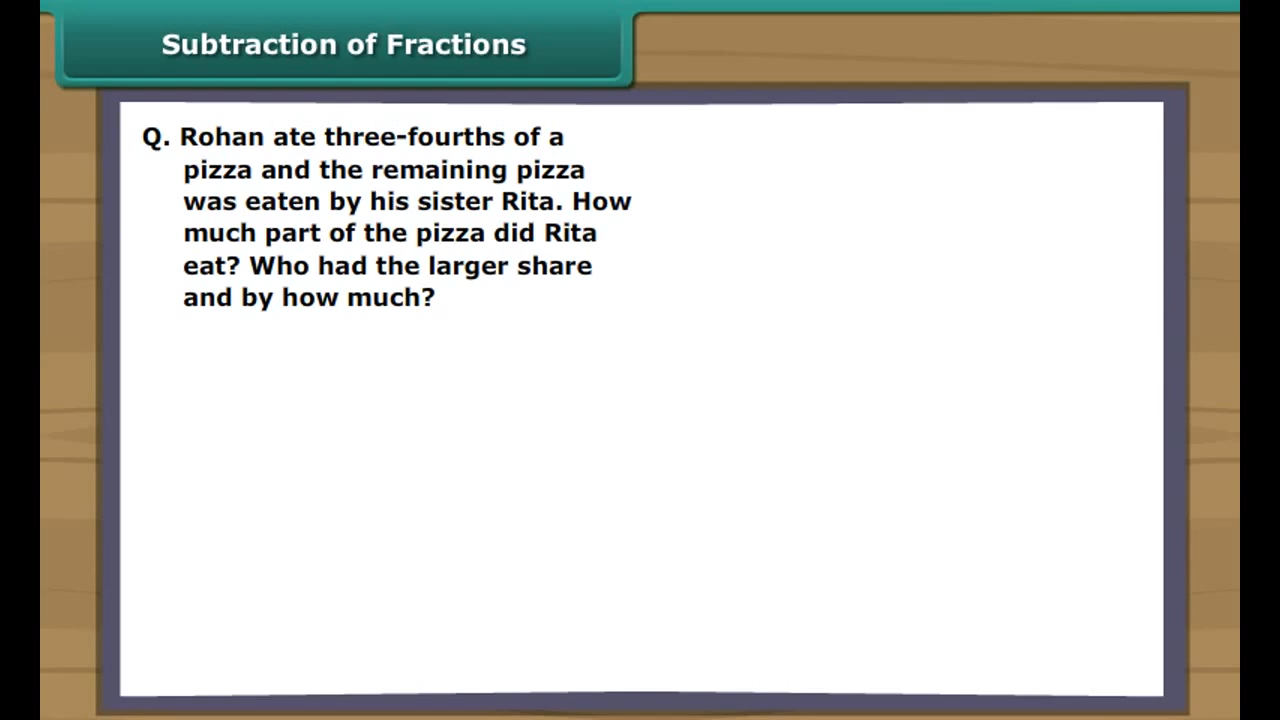 Subtraction of Fractions
Q. Rohan ate three-fourths of a
pizza and the remaining pizza
was eaten by his sister Rita. How
much part of the pizza did Rita
eat? Who had the larger share
and by how much?